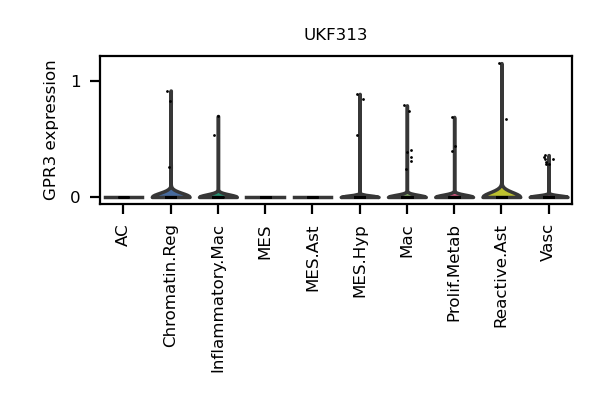 UKF313
GPR3 expression
1
0
AC
Chromatin.Reg
Inflammatory.Mac
MES
MES.Ast
MES.Hyp
Mac
Prolif.Metab
Reactive.Ast
Vasc